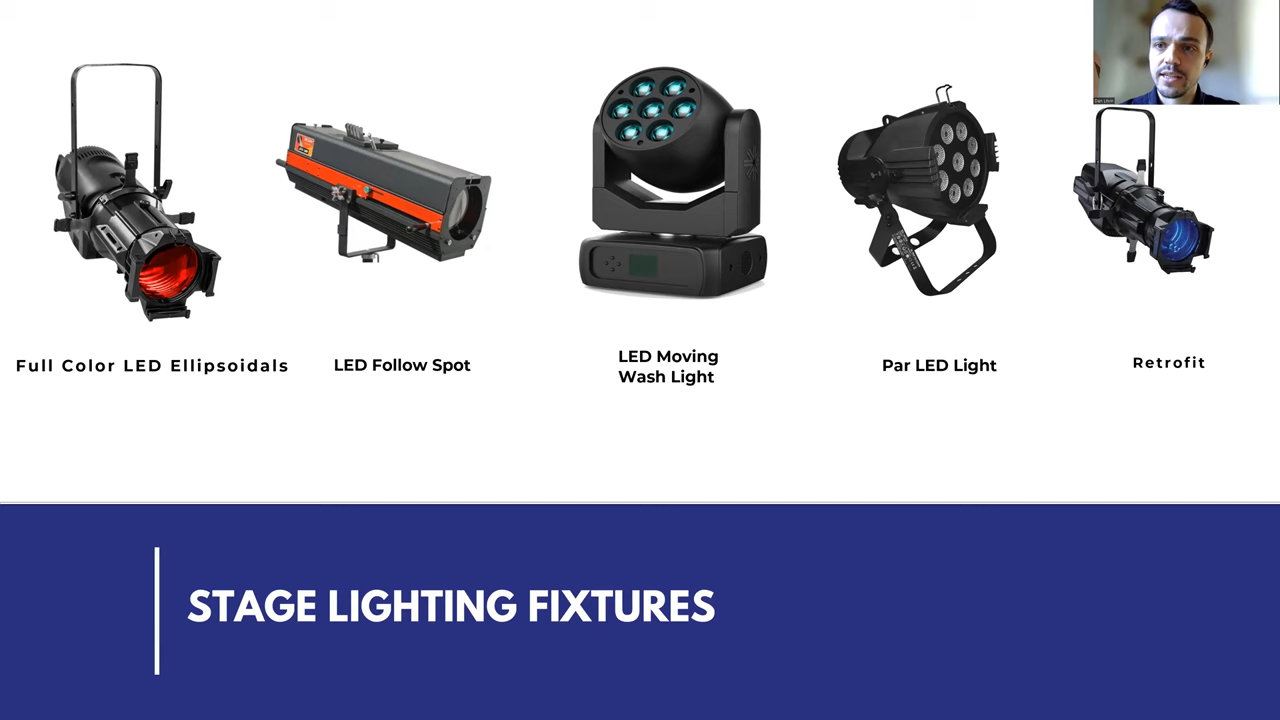 Full Color LED Ellipsoidals
LED Follow Spot
LED Moving
Wash Light
Par LED Light
Retrofit
STAGE LIGHTING FIXTURES